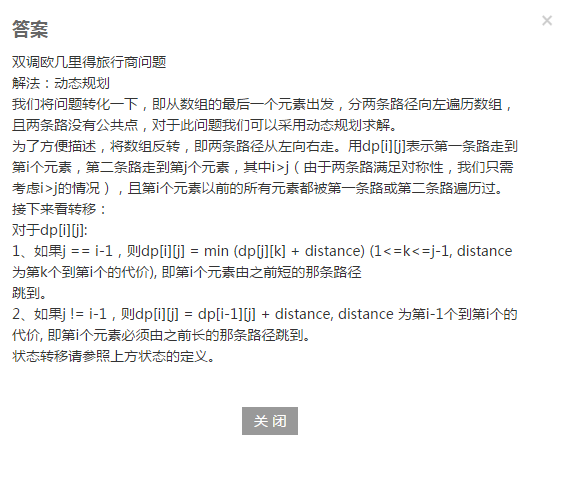 答案
×
双调欧几里得旅行商问题
解法：动态规划
我们将问题转化一下，即从数组的最后一个元素出发，分两条路径向左遍历数组，
且两条路没有公共点，对于此问题我们可以采用动态规划求解。
为了方便描述，将数组反转，即两条路径从左向右走。用dp[i][j]表示第一条路走到
第i个元素，第二条路走到第j个元素，其中i>j（由于两条路满足对称性，我们只需
考虑i>j的情况），且第i个元素以前的所有元素都被第一条路或第二条路遍历过。
接下来看转移：
对于dp[i][j]:
1、如果j == i-1，则dp[i][j] = min (dp[j][k] + distance) (1<=k<=j-1, distance
为第k个到第i个的代价), 即第i个元素由之前短的那条路径
跳到。
2、如果j != i-1，则dp[i][j] = dp[i-1][j] + distance, distance 为第i-1个到第i个的
代价, 即第i个元素必须由之前长的那条路径跳到。
状态转移请参照上方状态的定义。
关 闭